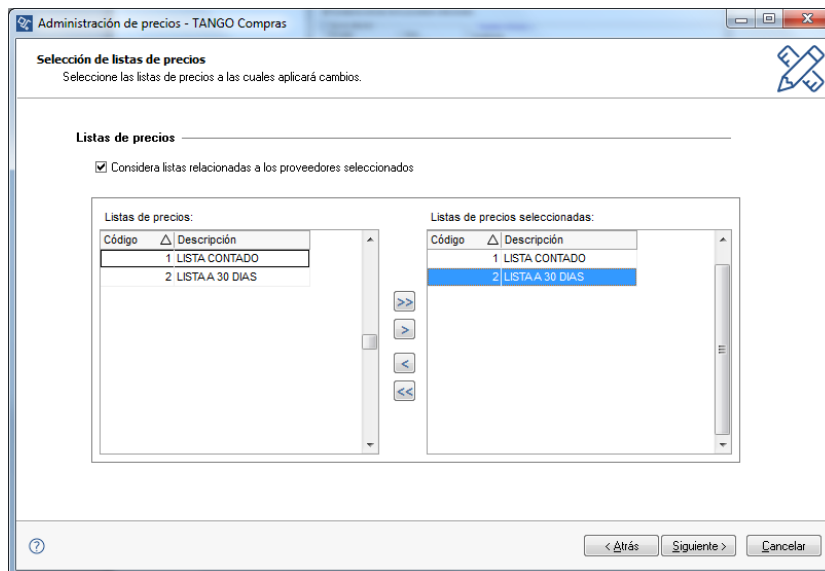 Administración de precios - TANGO Compras
Selección de listas de precios
Seleccione las listas de precios a las cuales aplicará cambios.
Listas de precios
Considera listas relacionadas a los proveedores seleccionados
Listas de precios:
Código Descripción
1 LISTA CONTADO
2 LISTA A 30 DIAS
>>
>
<
<<
Listas de precios seleccionadas:
Código Descripción
1 LISTA CONTADO
2 LISTA A 30 DIAS
?
< Atrás
Siguiente >
Cancelar